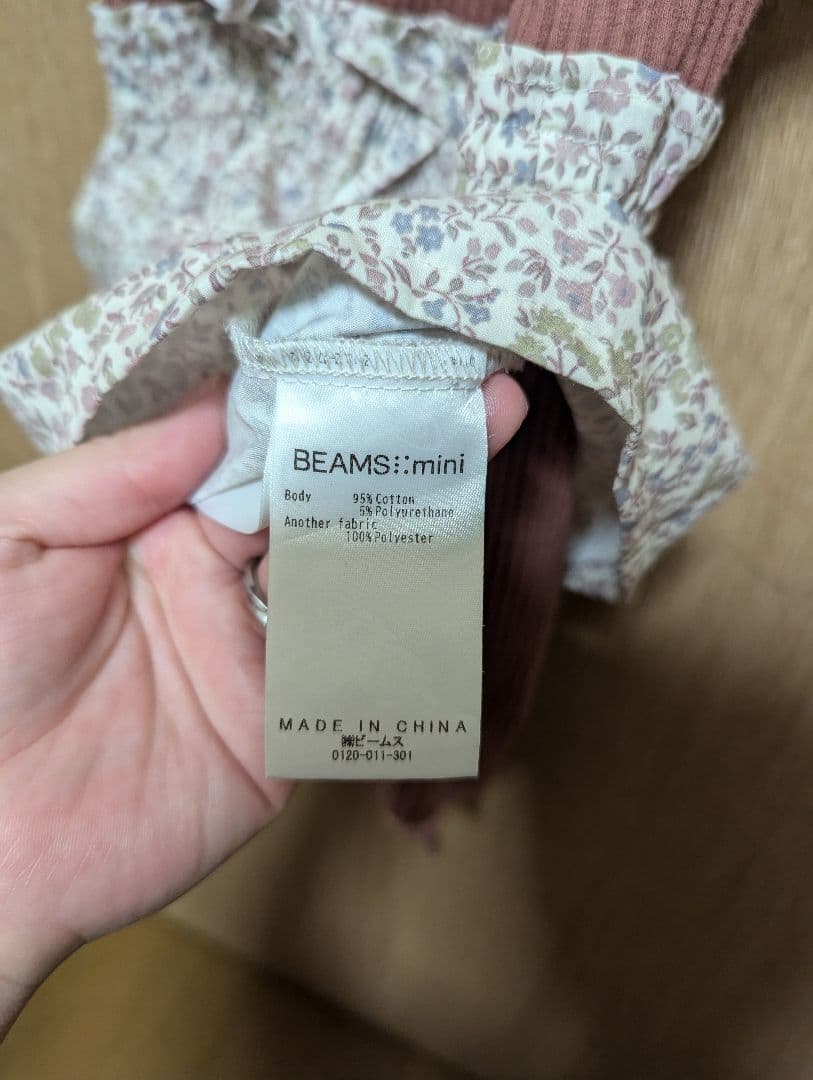 BEAMS⁝⁚mini
Body 95%Cotton
5%Polyurethane
Another fabric
100%Polyester
MADE IN CHINA
㈱ビームス
0120-011-301